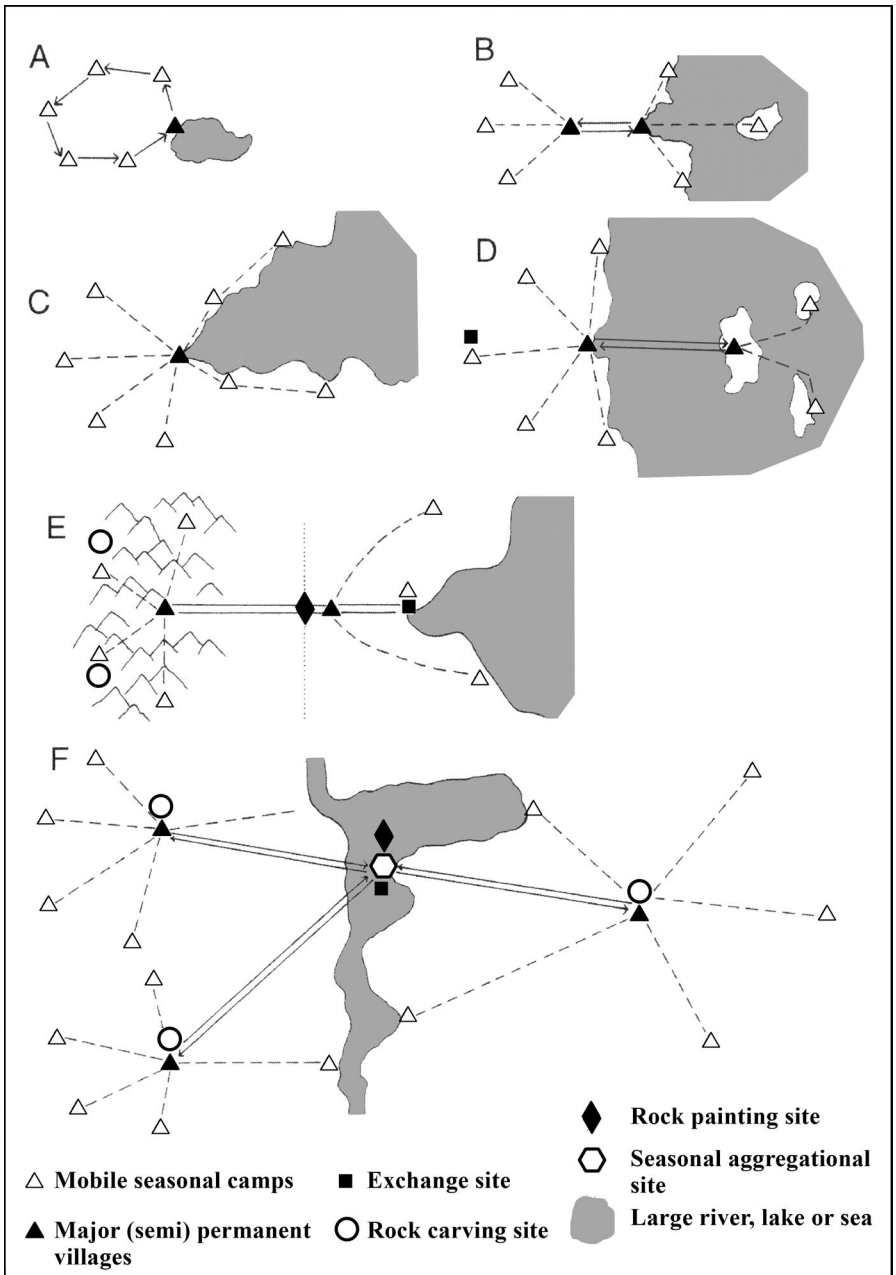 A
B
C
D
E
F
Rock painting site
Seasonal aggregational
site
Large river, lake or sea
Mobile seasonal camps
Exchange site
Major (semi) permanent
villages
Rock carving site